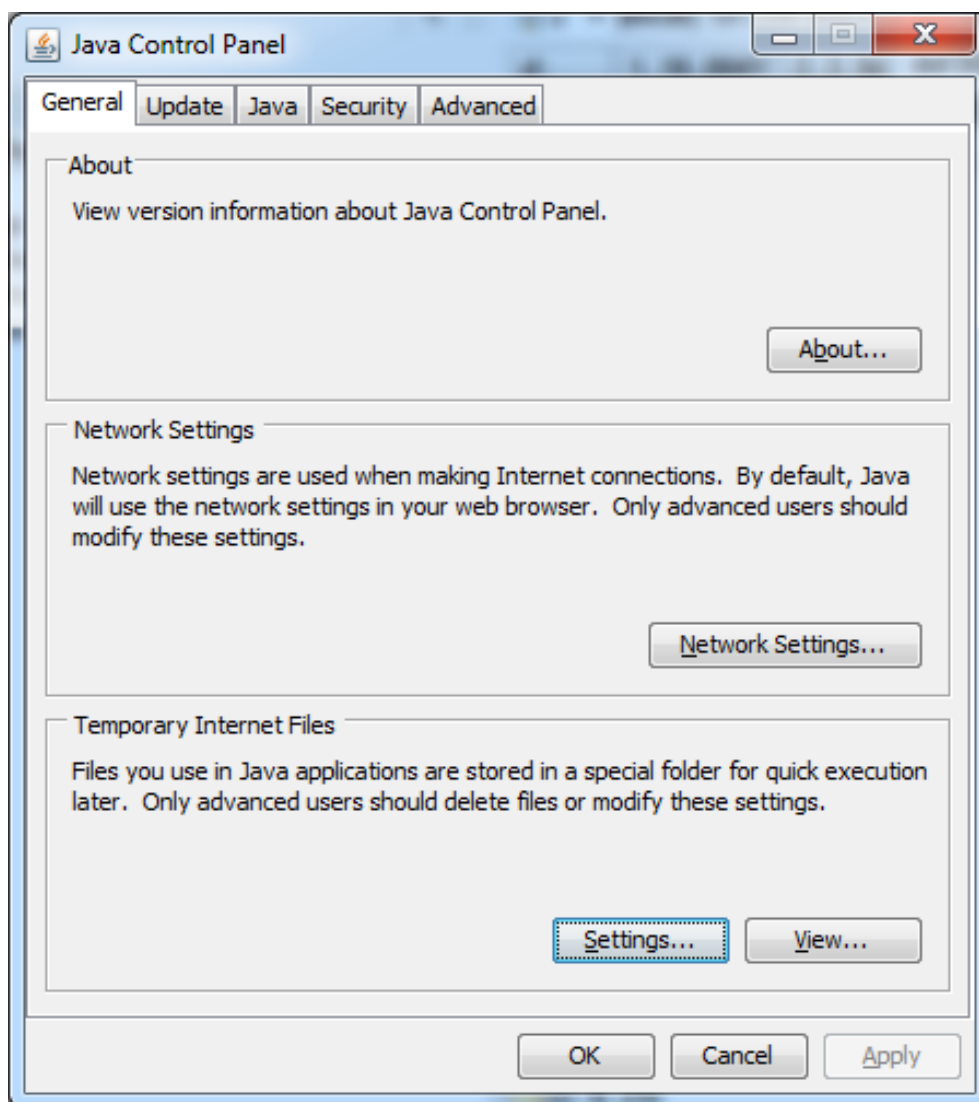 Java Control Panel
General Update Java Security Advanced
About
View version information about Java Control Panel.
About...
Network Settings
Network settings are used when making Internet connections.  By default, Java
will use the network settings in your web browser.  Only advanced users should
modify these settings.
Network Settings...
Temporary Internet Files
Files you use in Java applications are stored in a special folder for quick execution
later.  Only advanced users should delete files or modify these settings.
Settings... View...
OK Cancel Apply